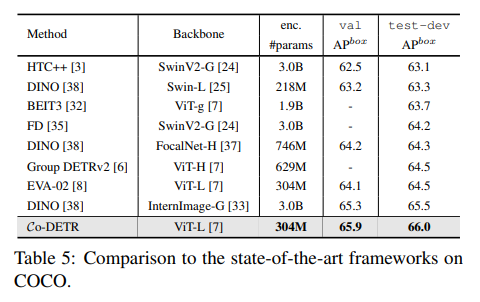 Method Backbone enc. #params val AP^box test-dev AP^box
HTC++ [3] SwinV2-G [24] 3.0B 62.5 63.1
DINO [38] Swin-L [25] 218M 63.2 63.3
BEIT3 [32] ViT-g [7] 1.9B - 63.7
FD [35] SwinV2-G [24] 3.0B - 64.2
DINO [38] FocalNet-H [37] 746M 64.2 64.3
Group DETRv2 [6] ViT-H [7] 629M - 64.5
EVA-02 [8] ViT-L [7] 304M 64.1 64.5
DINO [38] InternImage-G [33] 3.0B 65.3 65.5
Co-DETR ViT-L [7] 304M 65.9 66.0
Table 5: Comparison to the state-of-the-art frameworks on
COCO.